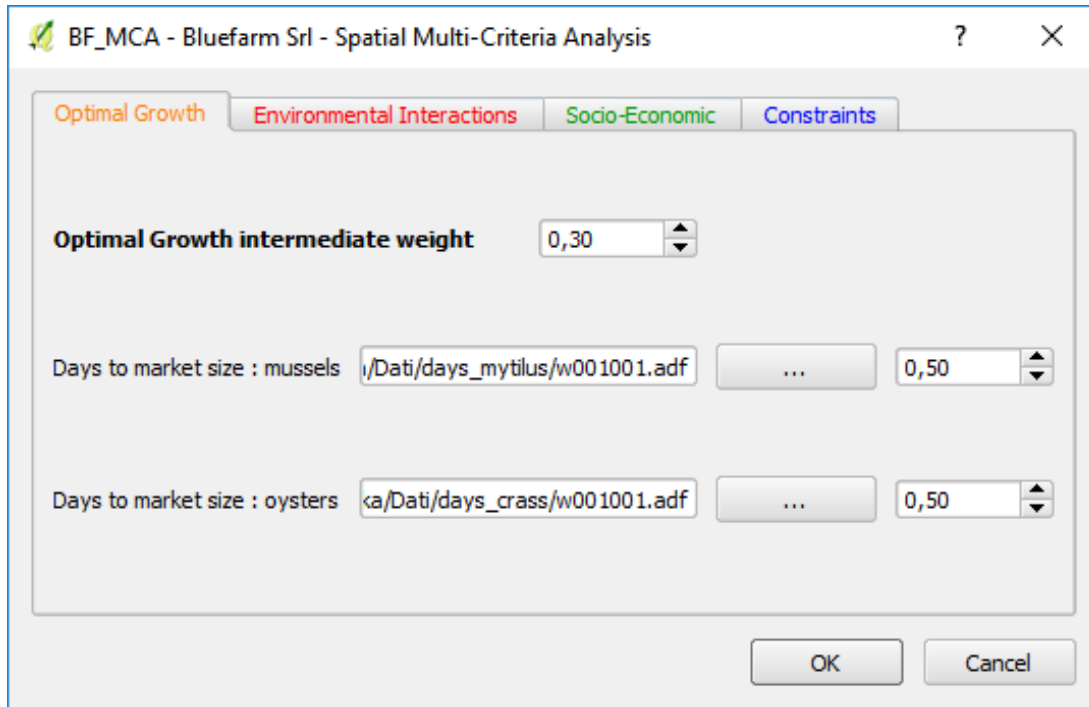 BF_MCA - Bluefarm Srl - Spatial Multi-Criteria Analysis ?
Optimal Growth Environmental Interactions Socio-Economic Constraints
Optimal Growth intermediate weight 0,30
Days to market size : mussels /Dati/days_mytilus/w001001.adf ... 0,50
Days to market size : oysters ka/Dati/days_crass/w001001.adf ... 0,50
OK Cancel